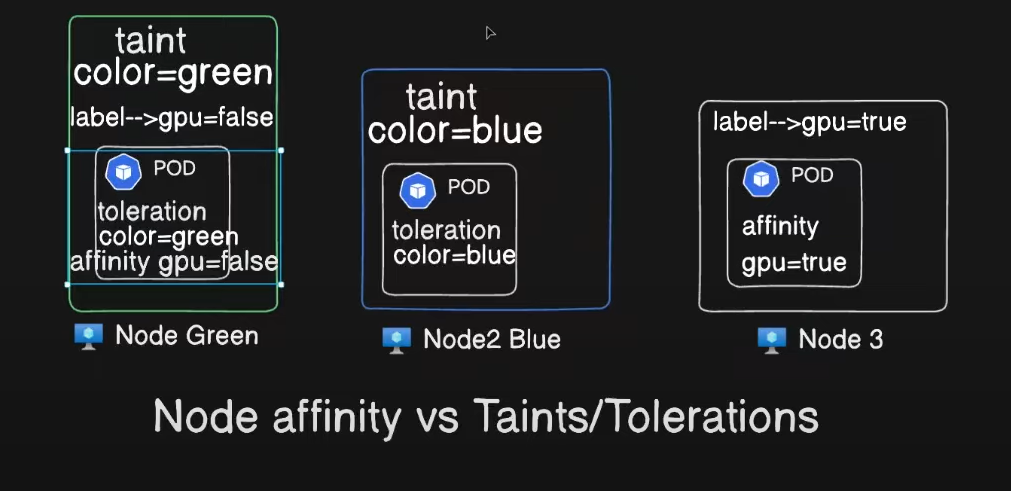 taint
color=green
label-->gpu=false
POD
toleration
color=green
affinity gpu=false
Node Green
taint
color=blue
POD
toleration
color=blue
Node2 Blue
label-->gpu=true
POD
affinity
gpu=true
Node 3
Node affinity vs Taints/Tolerations